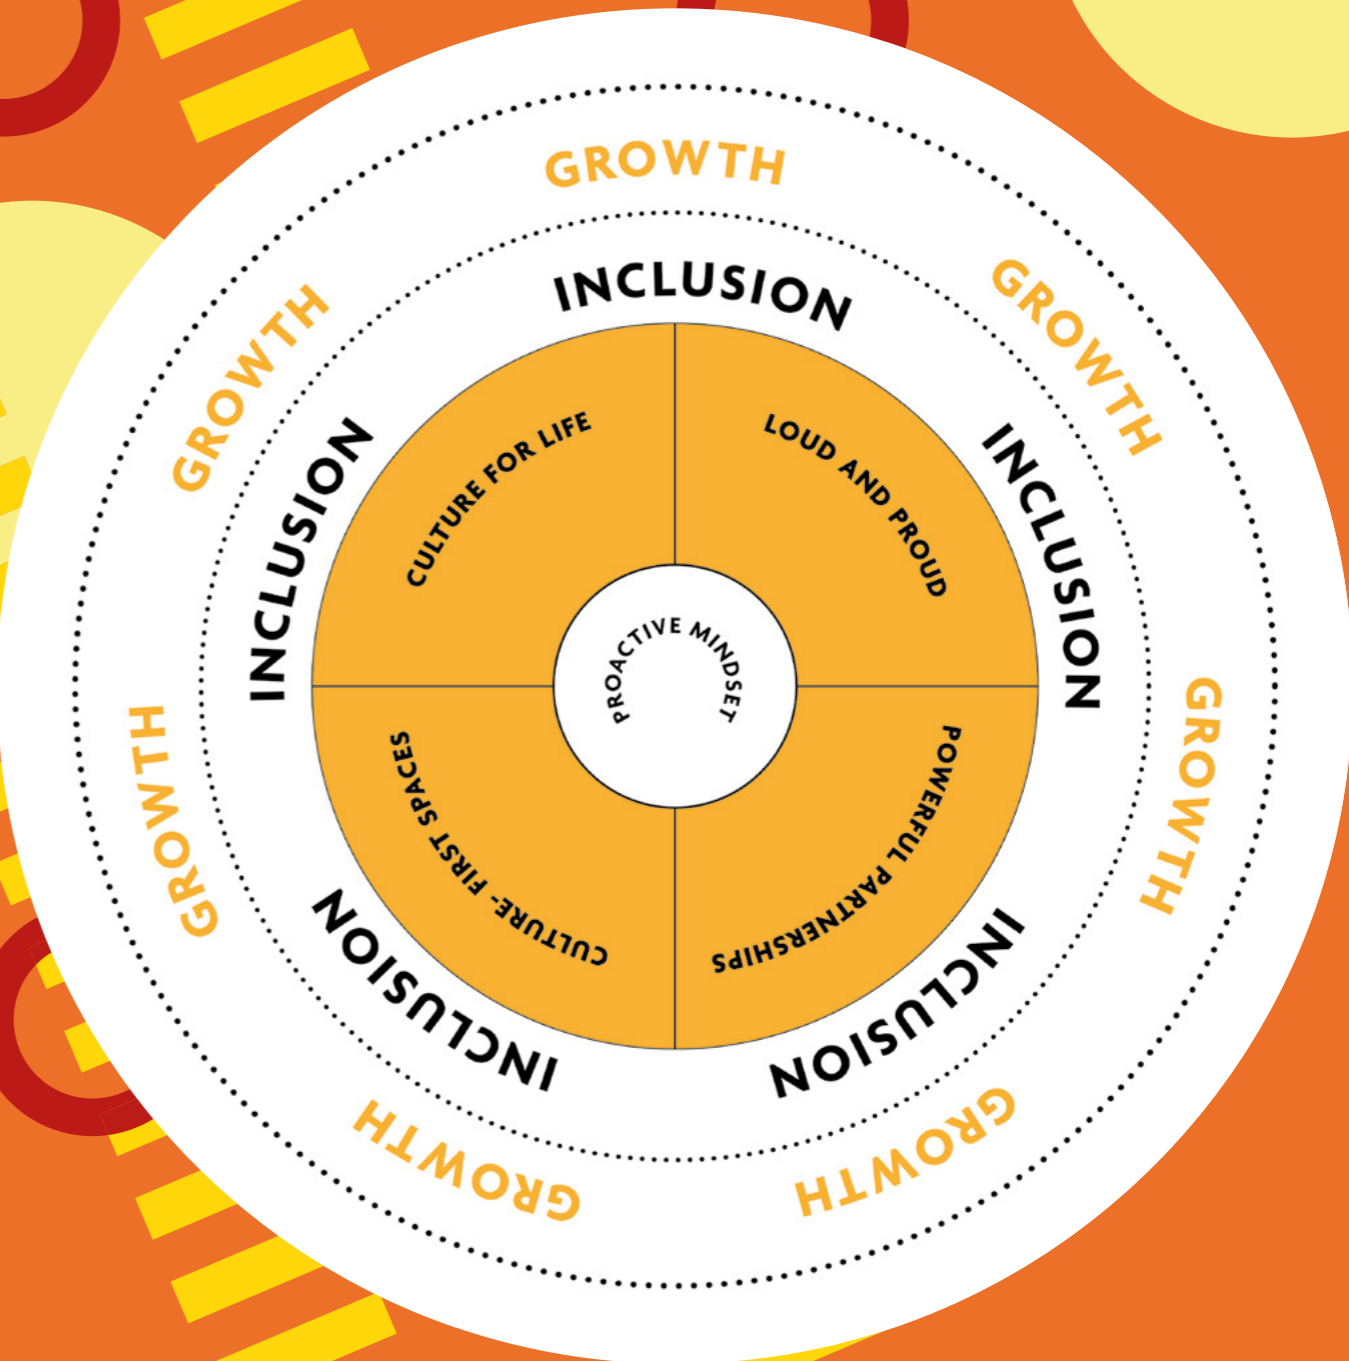 GROWTH
GROWTH
GROWTH
GROWTH
GROWTH
GROWTH
GROWTH
INCLUSION
INCLUSION
INCLUSION
INCLUSION
INCLUSION
CULTURE FOR LIFE
LOUD AND PROUD
POWERFUL PARTNERSHIPS
CULTURE- FIRST SPACES
PROACTIVE MINDSET